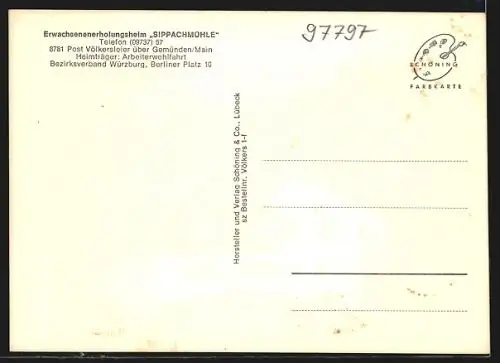 Erwachsenenerholungsheim „SIPPACHMÜHLE“
Telefon (09737) 57
8781 Post Völkersleier über Gemünden/Main
Heimträger: Arbeiterwohlfahrt
Bezirksverband Würzburg, Berliner Platz 10
97797
SCHÖNING
FARBKARTE
Hersteller und Verlag Schöning & Co., Lübeck
sz Bestellnr. Völkers 1-f